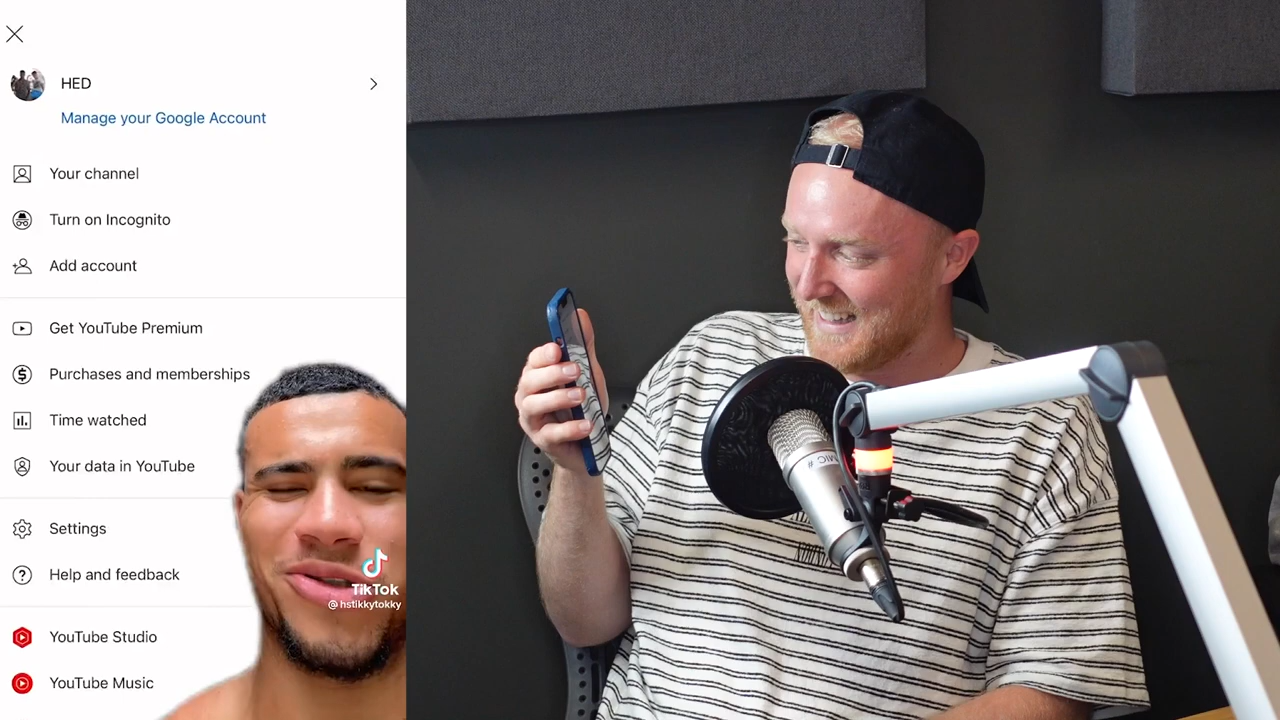 HED
Manage your Google Account
Your channel
Turn on Incognito
Add account
Get YouTube Premium
Purchases and memberships
Time watched
Your data in YouTube
Settings
Help and feedback
YouTube Studio
YouTube Music
TikTok
@hstikkytokky
MIC #